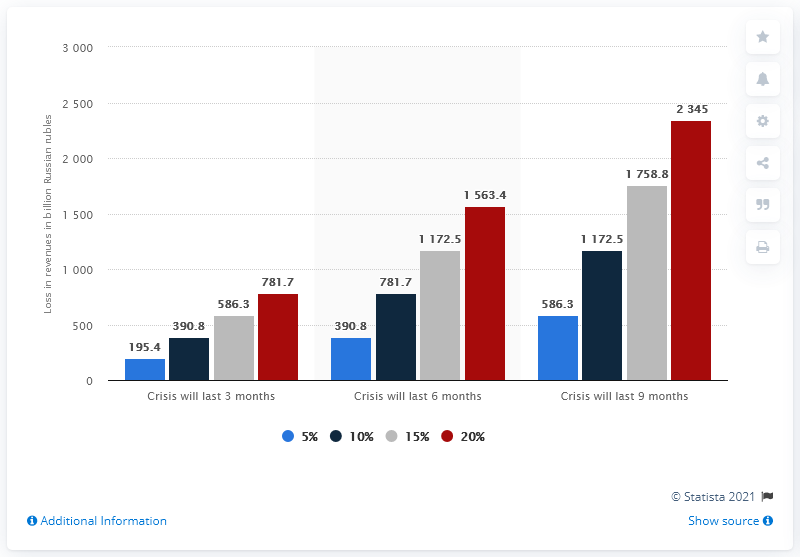 Loss in revenues in billion Russian rubles
3 000
2 500
2 000
1 500
1 000
500
0
195.4
390.8
586.3
781.7
390.8
781.7
1 172.5
1 563.4
586.3
1 172.5
1 758.8
2 345
Crisis will last 3 months
Crisis will last 6 months
Crisis will last 9 months
5% 10% 15% 20%
© Statista 2021
Additional Information
Show source